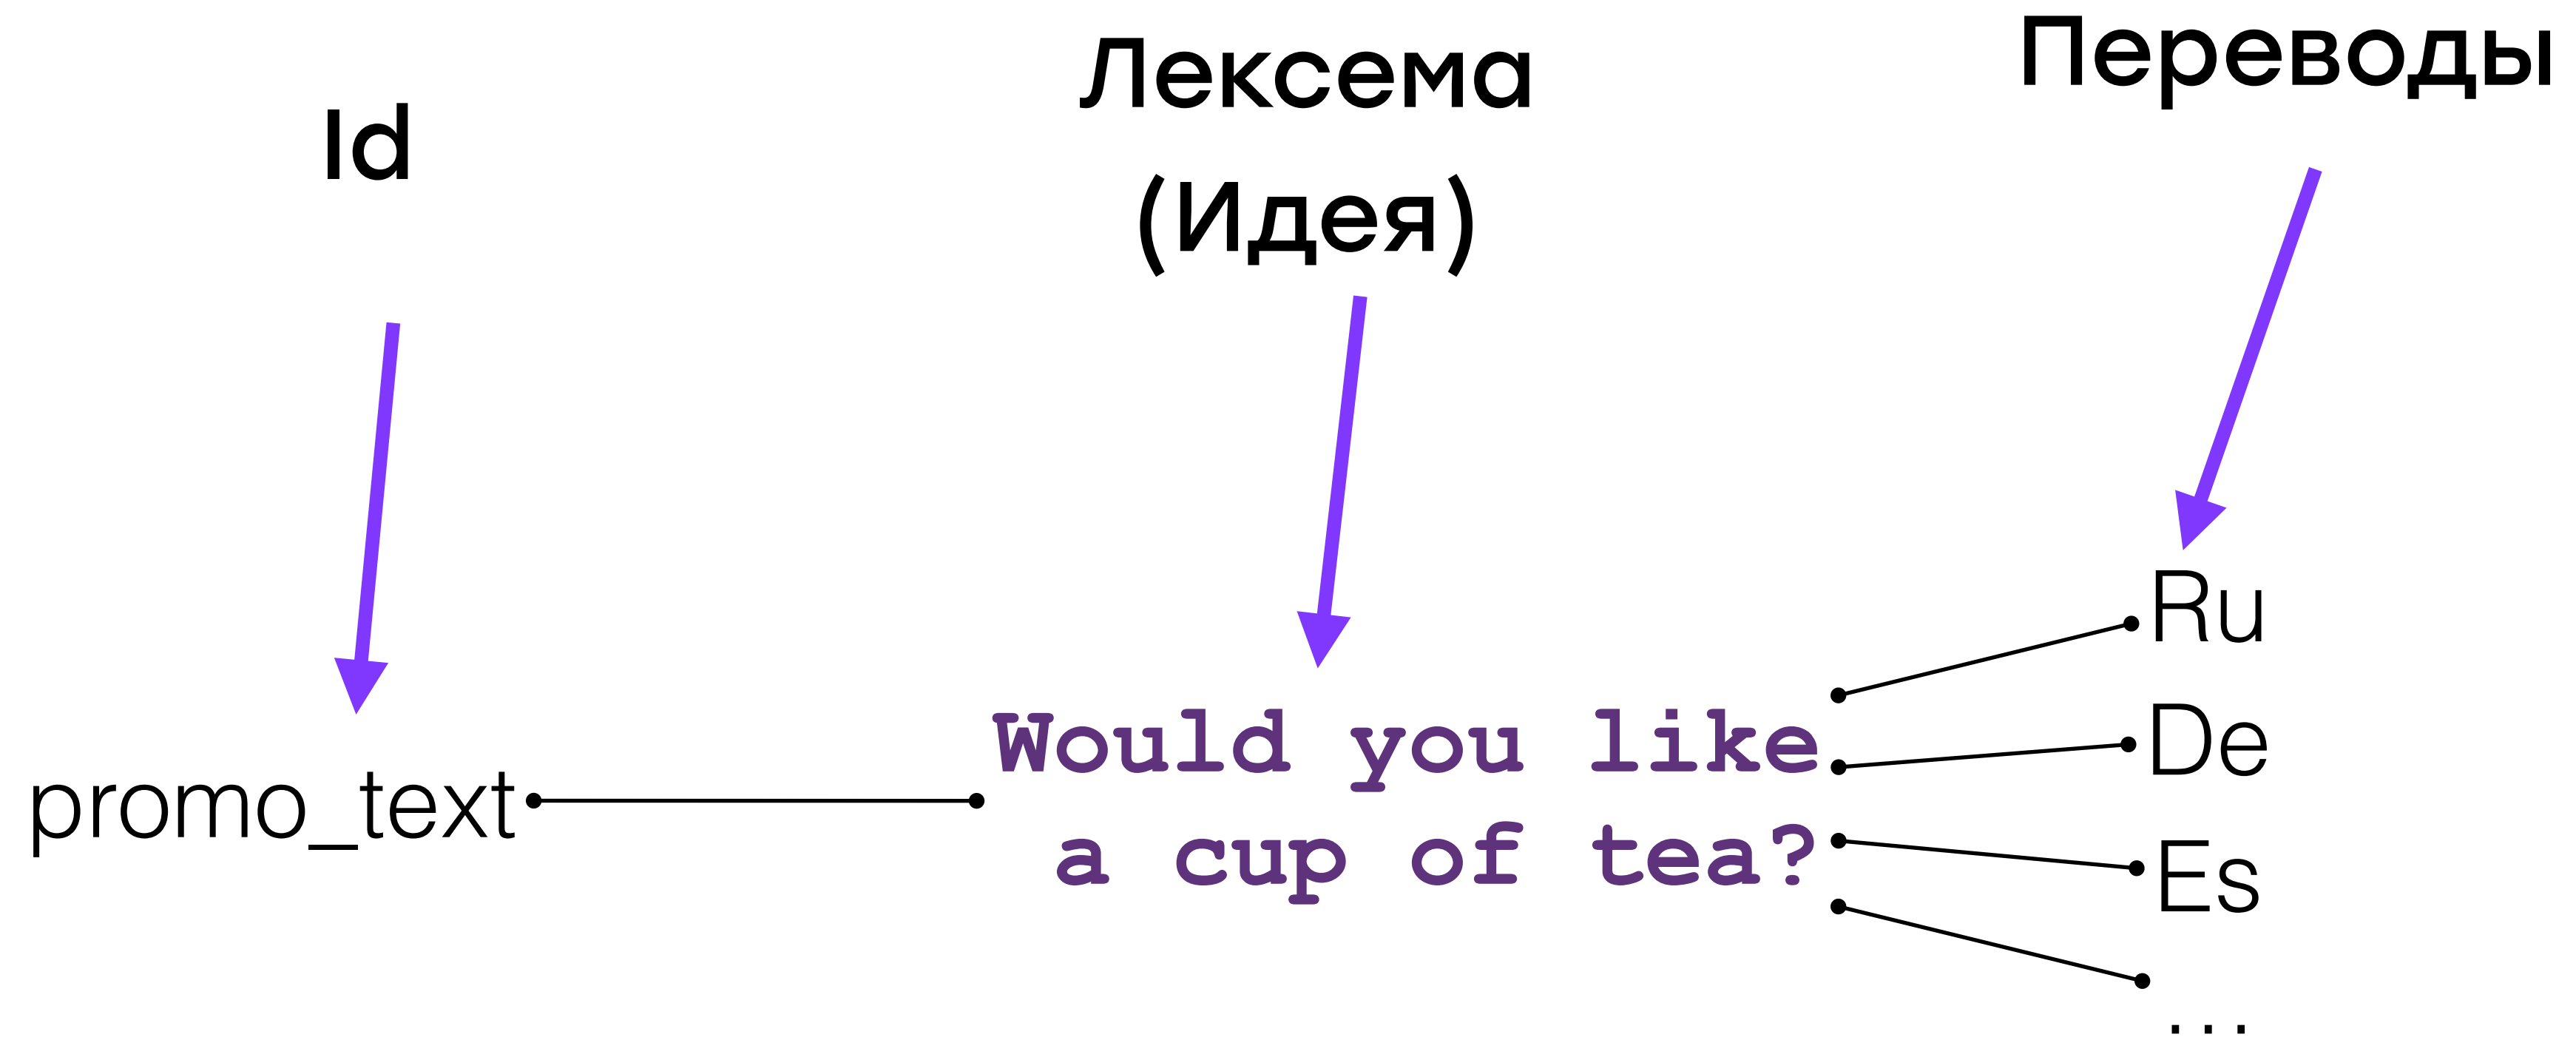 Id
Лексема
(Идея)
Переводы
promo_text
Would you like
a cup of tea?
Ru
De
Es
...